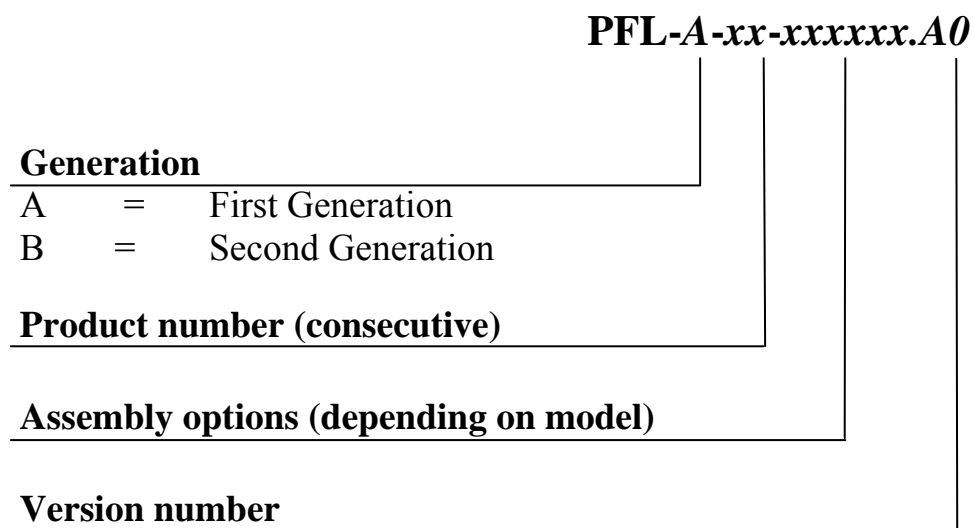 PFL-A-xx-xxxxxx.A0
Generation
A = First Generation
B = Second Generation
Product number (consecutive)
Assembly options (depending on model)
Version number